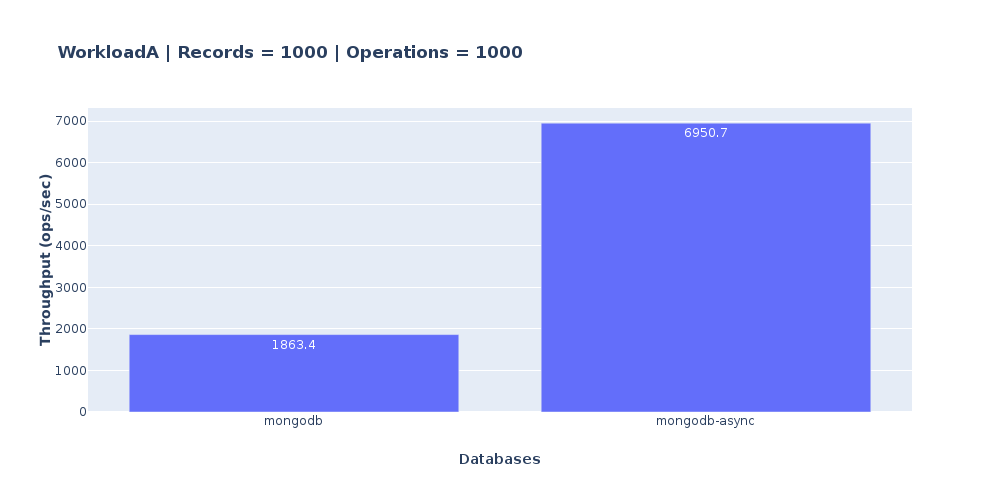 WorkloadA | Records = 1000 | Operations = 1000
Throughput (ops/sec)
7000
6000
5000
4000
3000
2000
1000
0
1863.4
6950.7
mongodb
mongodb-async
Databases